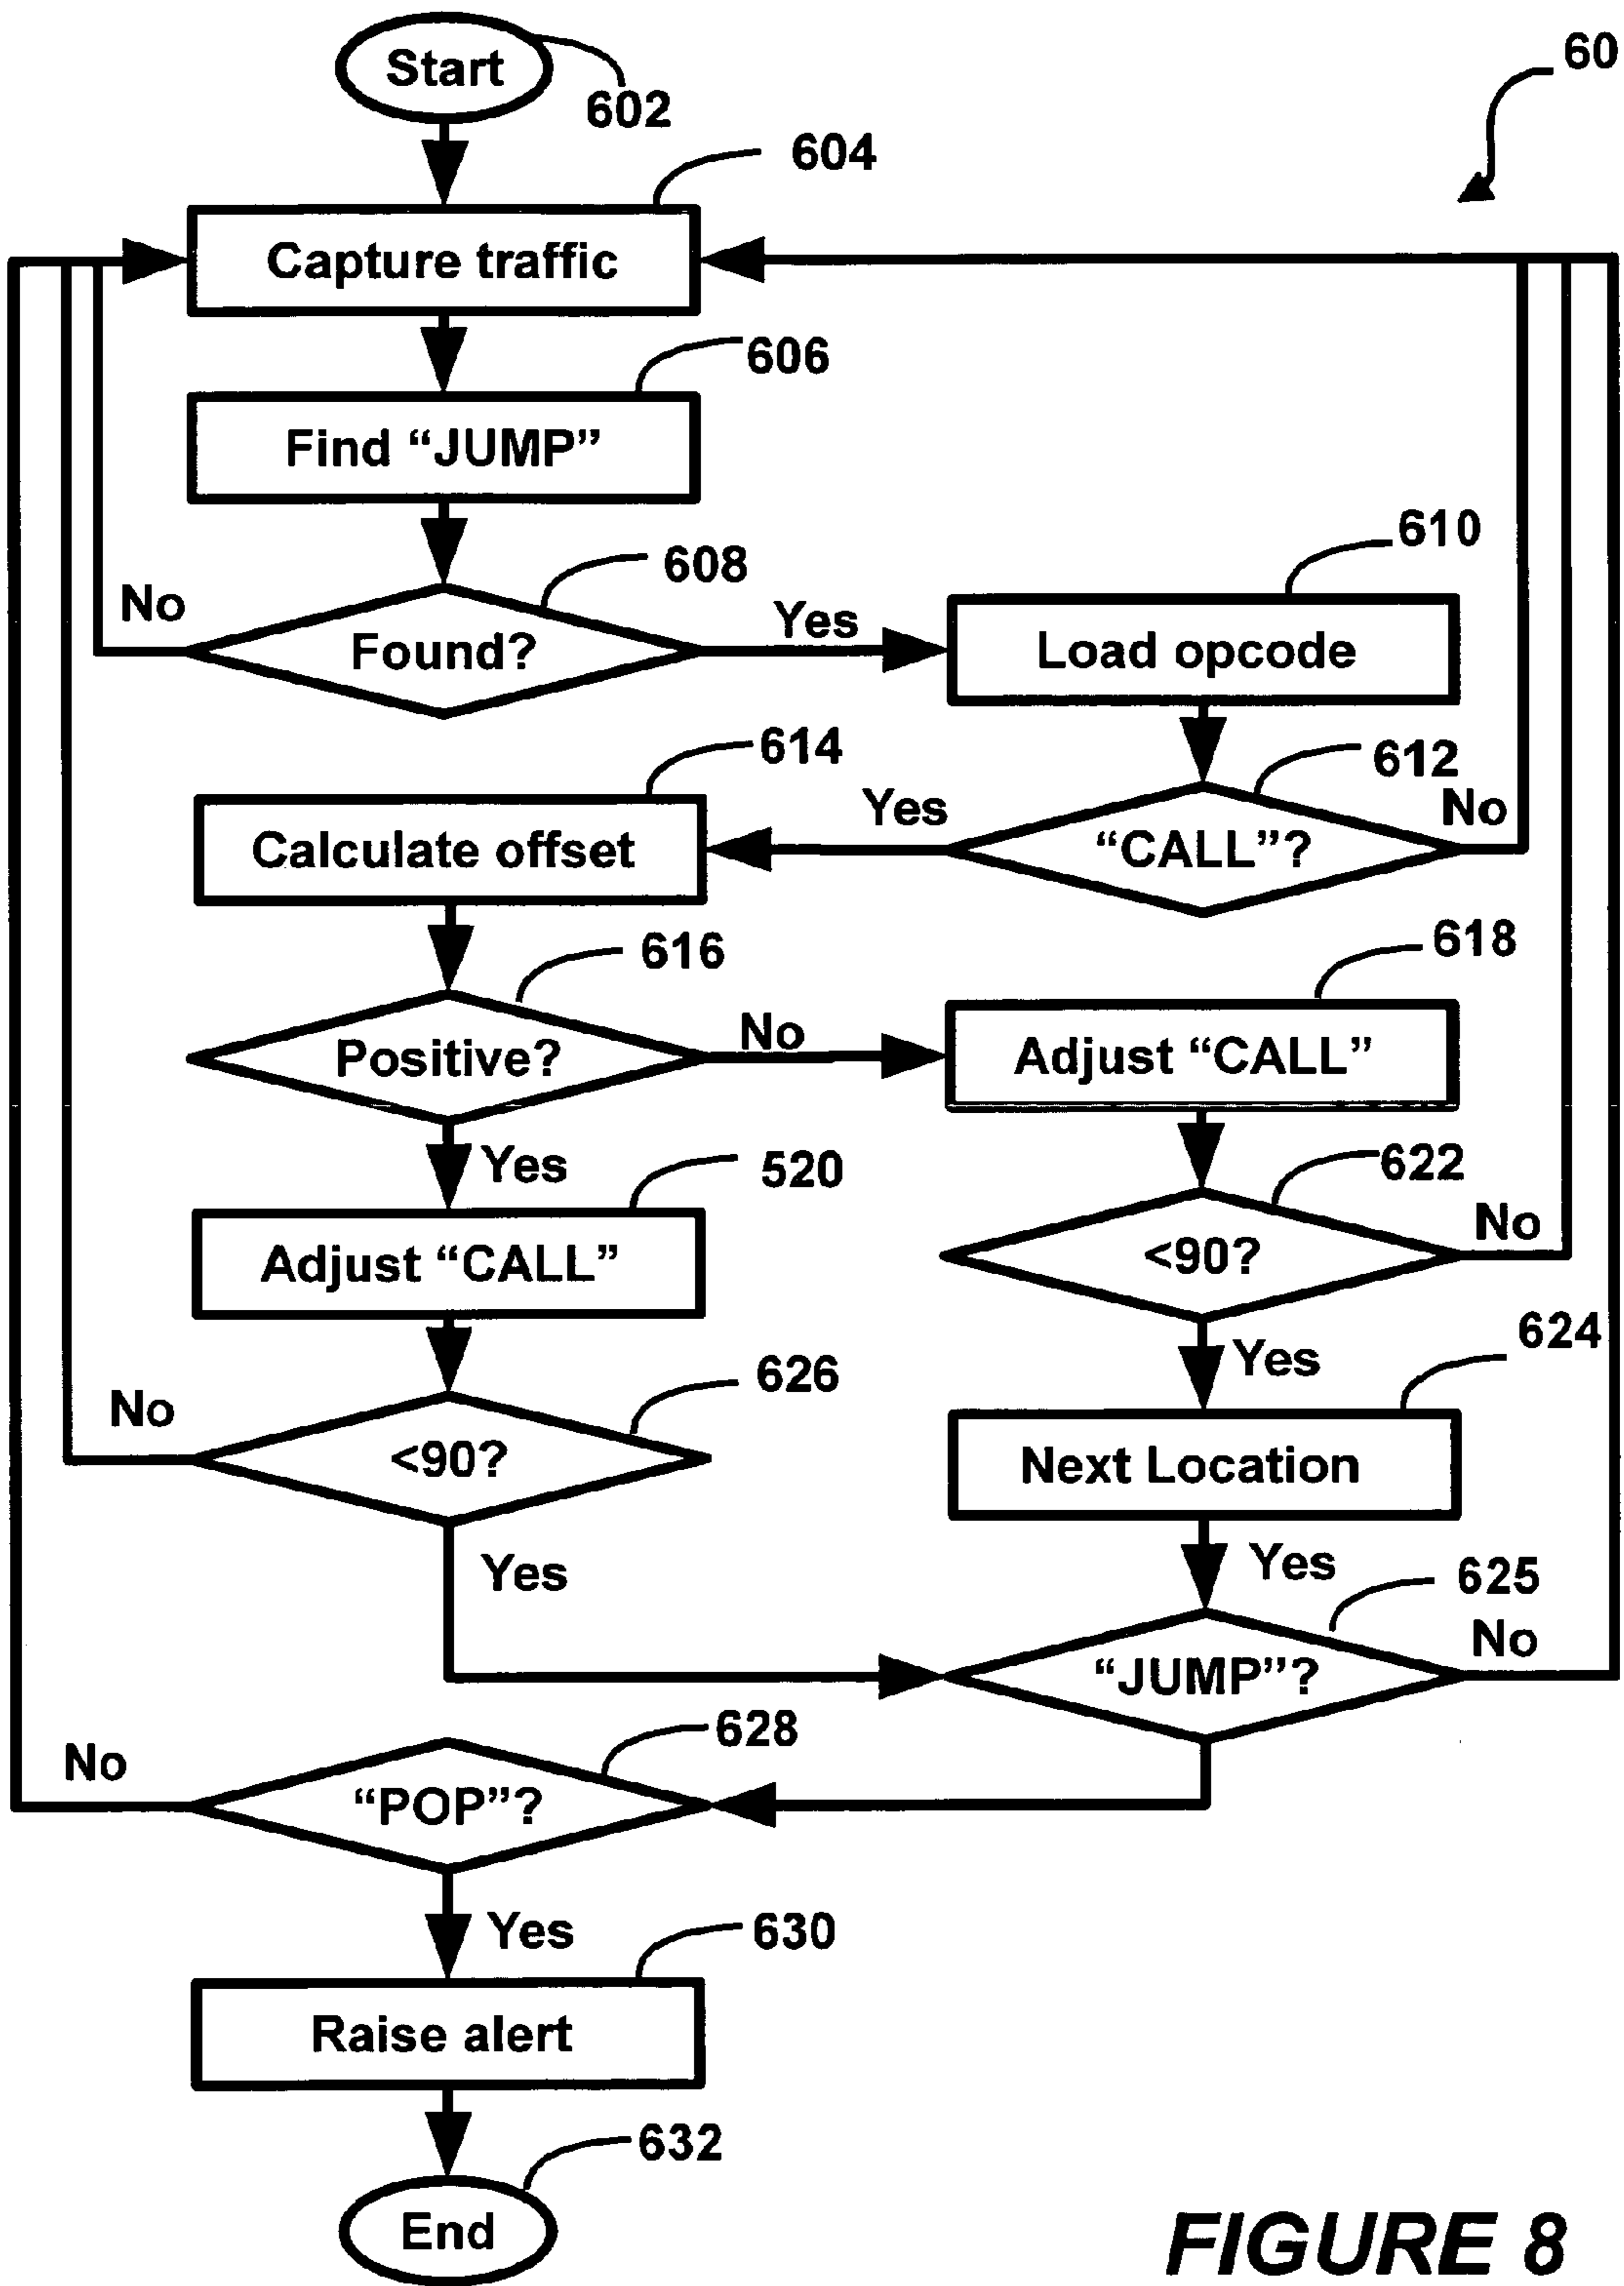 Start
602
60
604
Capture traffic
606
Find “JUMP”
608
No
Found?
Yes
610
Load opcode
614
Calculate offset
Yes
612
“CALL”?
No
616
Positive?
No
618
Adjust “CALL”
Yes
520
Adjust “CALL”
622
<90?
No
626
No
<90?
Yes
624
Next Location
Yes
Yes
625
“JUMP”?
No
628
No
“POP”?
Yes
630
Raise alert
632
End
FIGURE 8